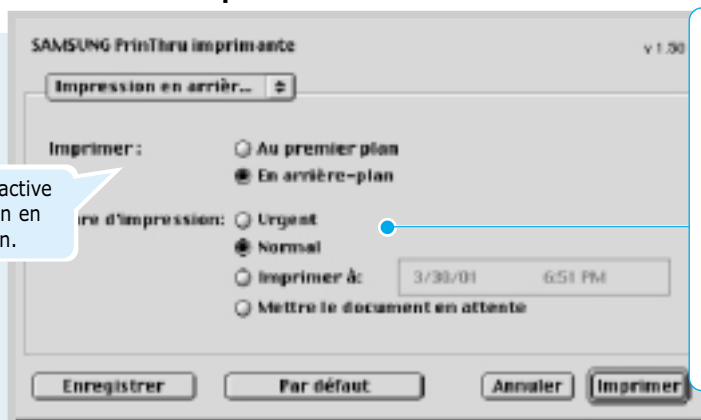 SAMSUNG PrinThru imprimante v 1.30
Impression en arrièr...
Imprimer : Au premier plan
En arrière-plan
active
n en
n.
re d'impression: Urgent
Normal
Imprimer à: 3/30/01 6:51 PM
Mettre le document en attente
Enregistrer Par défaut Annuler Imprimer